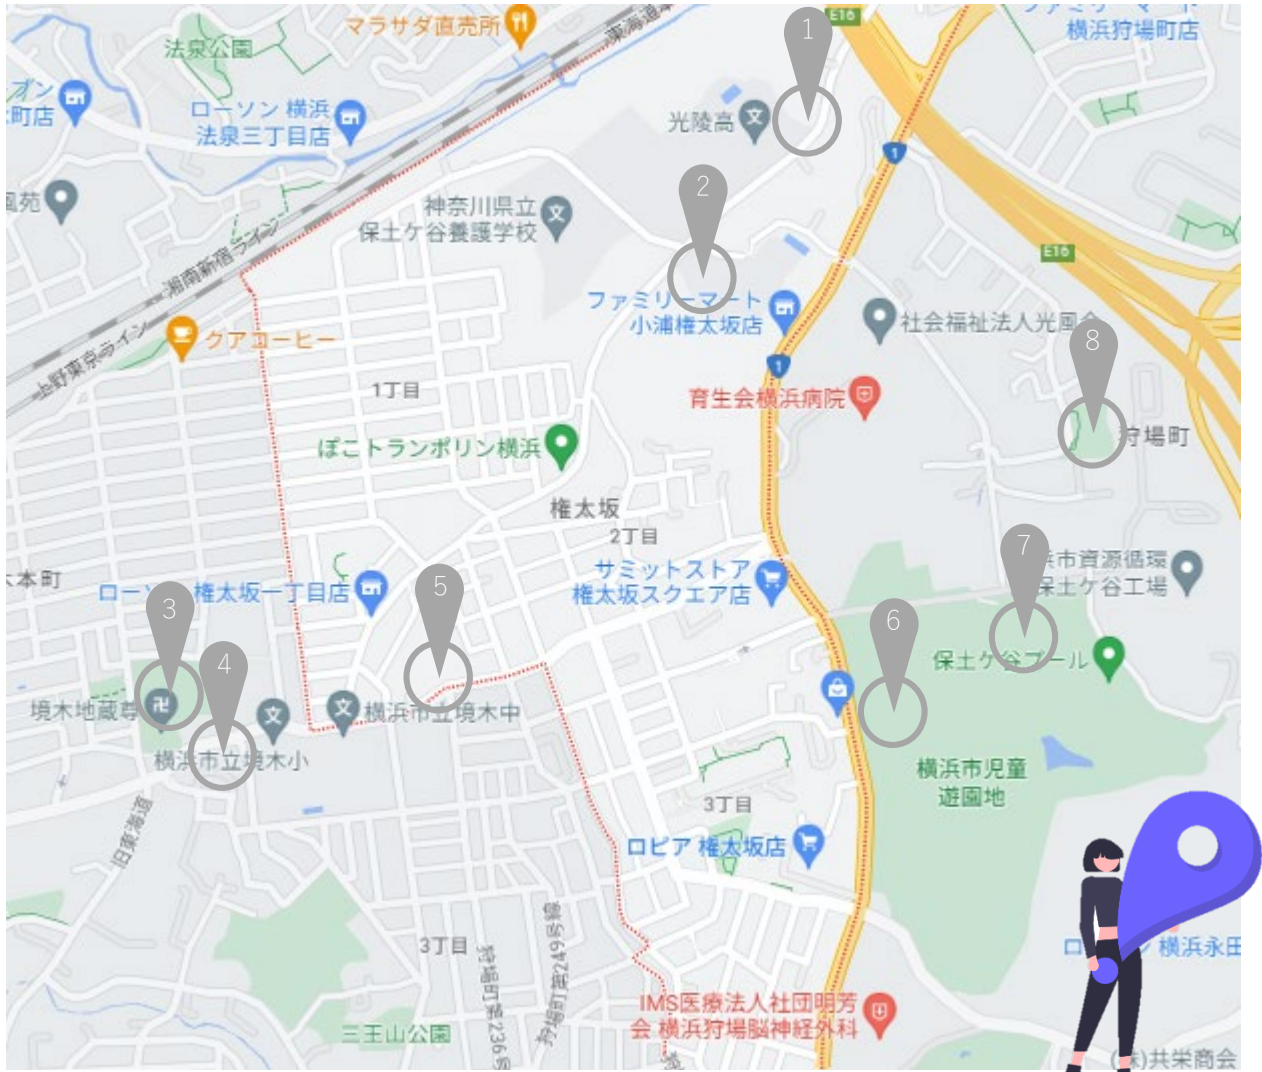 マラサダ直売所
E16
1
法泉公園
横浜狩場町店
ローソン 横浜
法泉三丁目店
町店
光陵高
1
2
神奈川県立
保土ケ谷養護学校
湘南新宿ライン
E16
ファミリーマート
小浦権太坂店
社会福祉法人光風会
クアコーヒー
上野東京ライン
8
1
1丁目
育生会横浜病院
狩場町
ぽこトランポリン横浜
権太坂
2丁目
7
サミットストア
権太坂スクエア店
浜市資源循環
保土ケ谷工場
本町
権太坂一丁目店
5
3
6
4
保土ケ谷プール
境木地蔵尊
横浜市立境木中
横浜市立境木小
横浜市児童
遊園地
3丁目
旧東海道
ロピア 権太坂店
3丁目
狩場町第249号線
狩場町第236号
横浜永田
IMS医療法人社団明芳
会 横浜狩場脳神経外科
三王山公園
(株)共栄商会